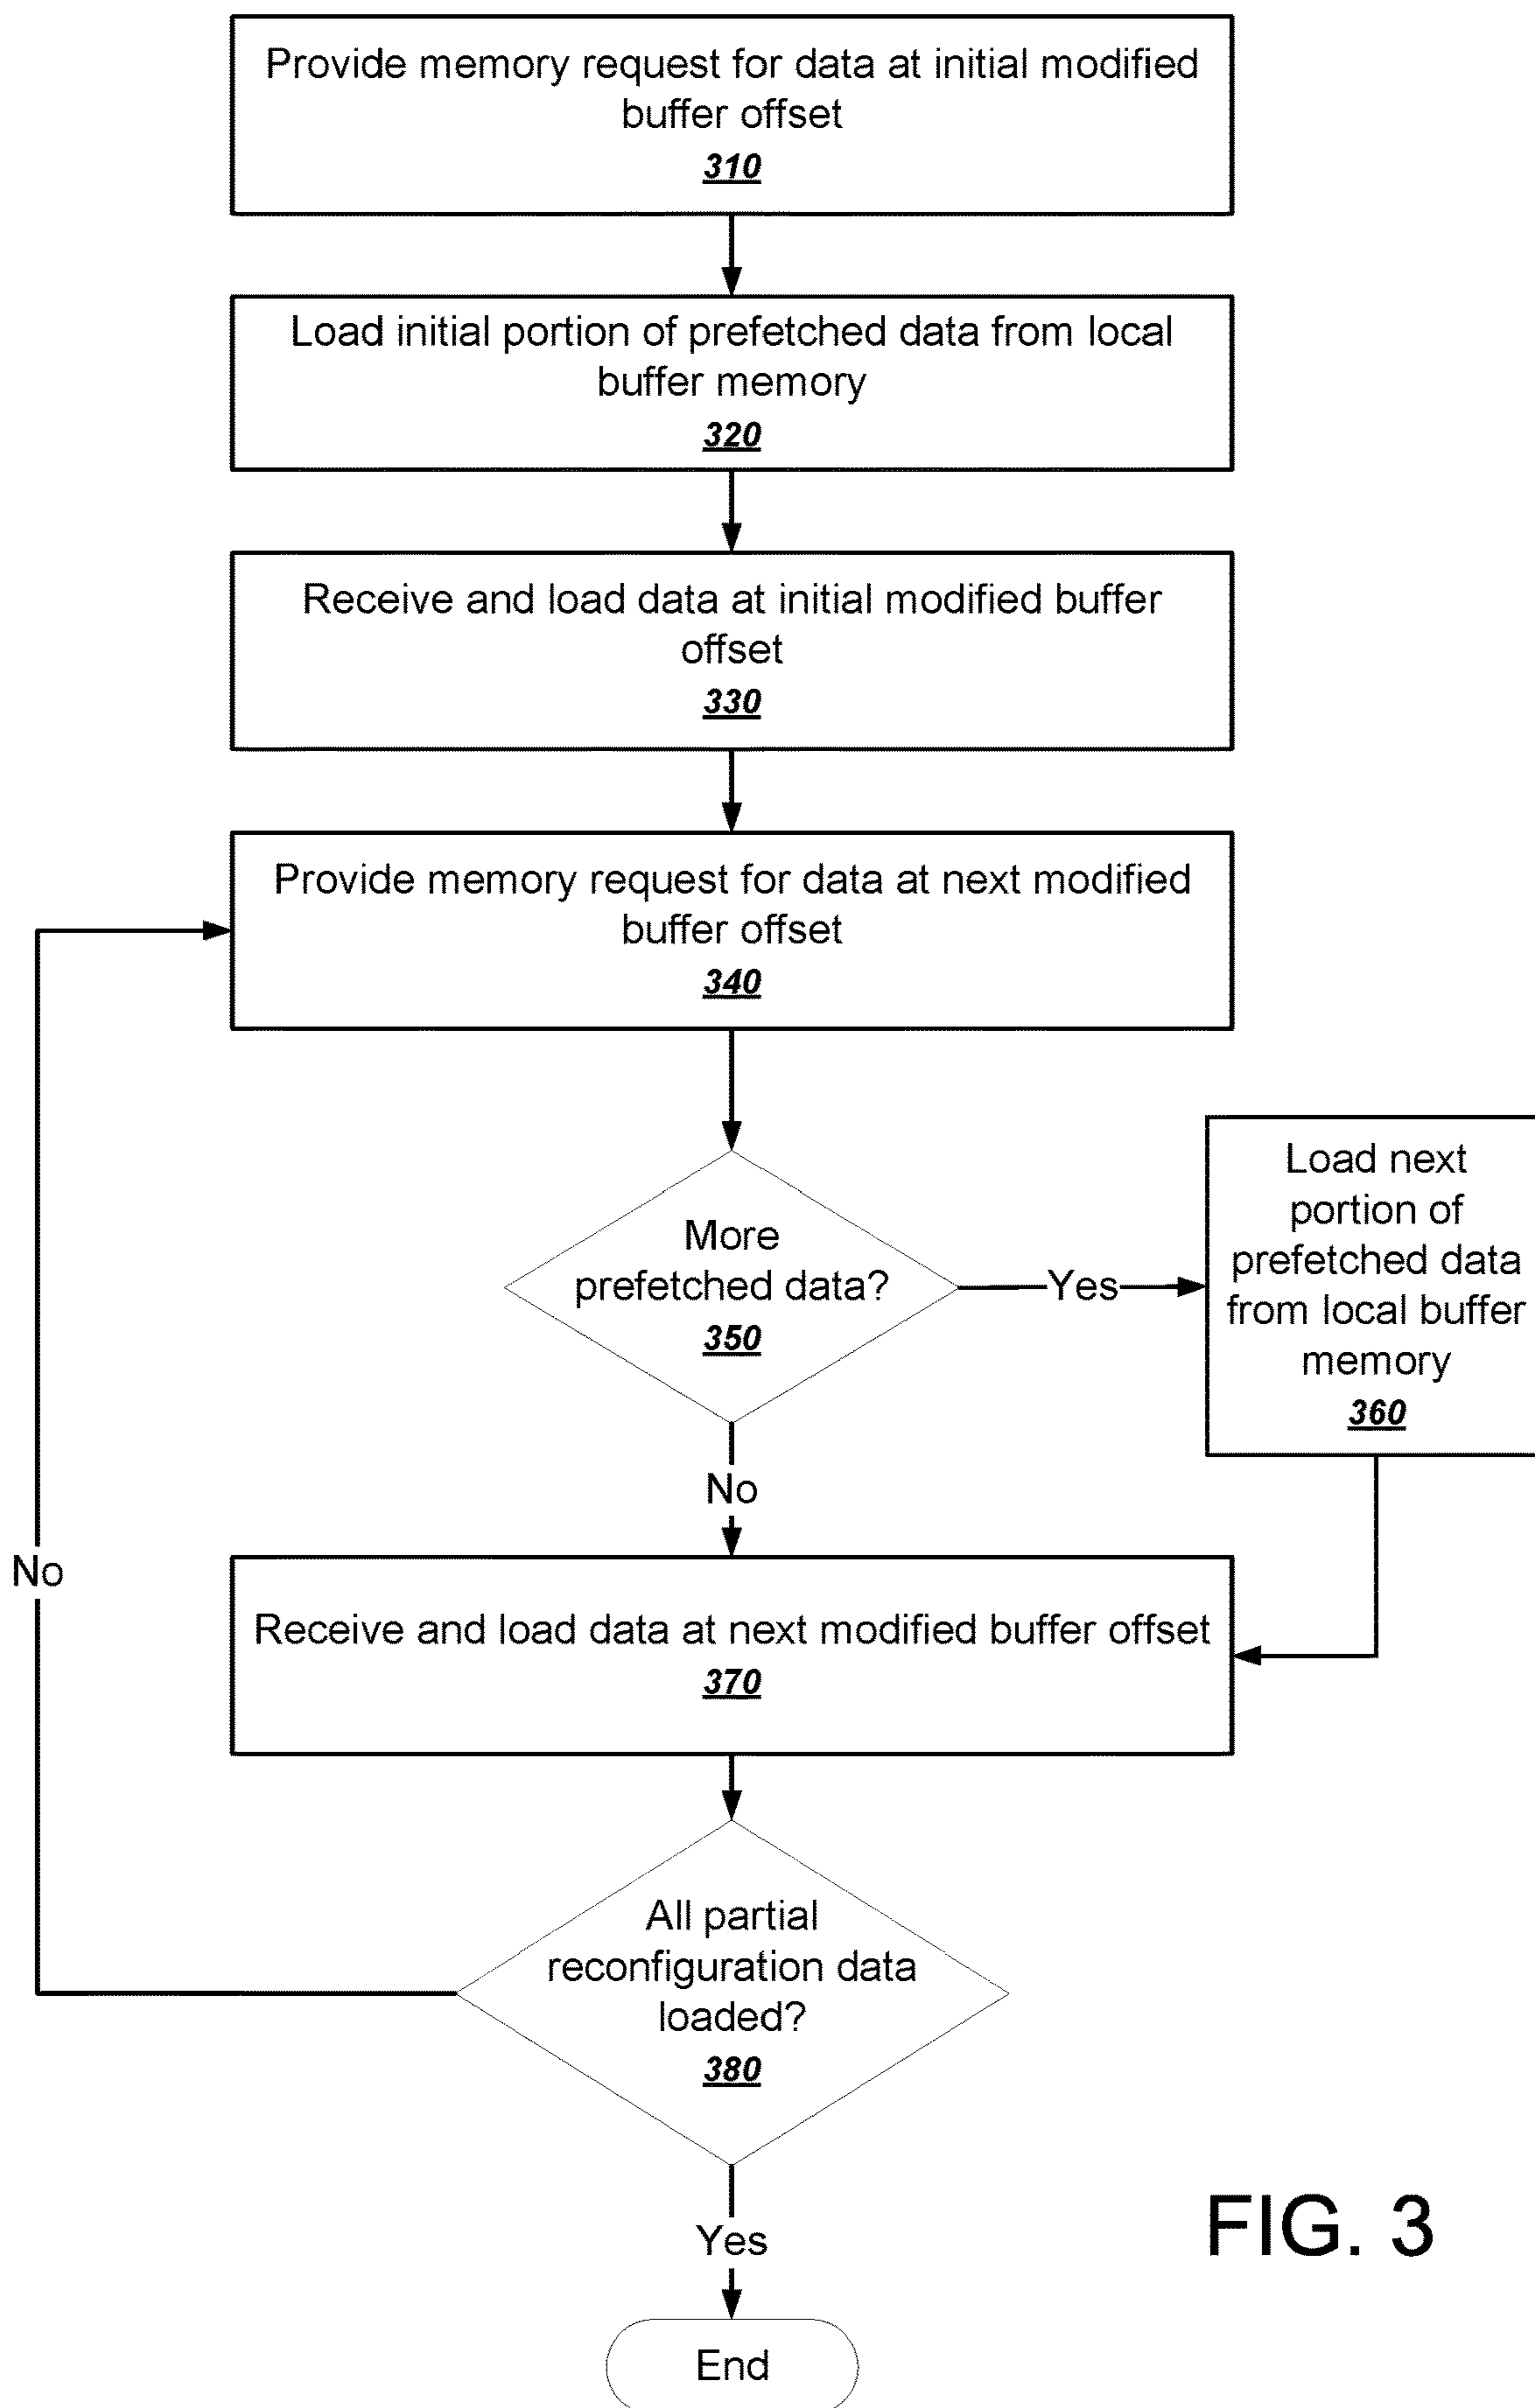 Provide memory request for data at initial modified
buffer offset
310
Load initial portion of prefetched data from local
buffer memory
320
Receive and load data at initial modified buffer
offset
330
Provide memory request for data at next modified
buffer offset
340
More
prefetched data?
350
Yes
Load next
portion of
prefetched data
from local buffer
memory
360
No
Receive and load data at next modified buffer offset
370
No
All partial
reconfiguration data
loaded?
380
Yes
End
FIG. 3